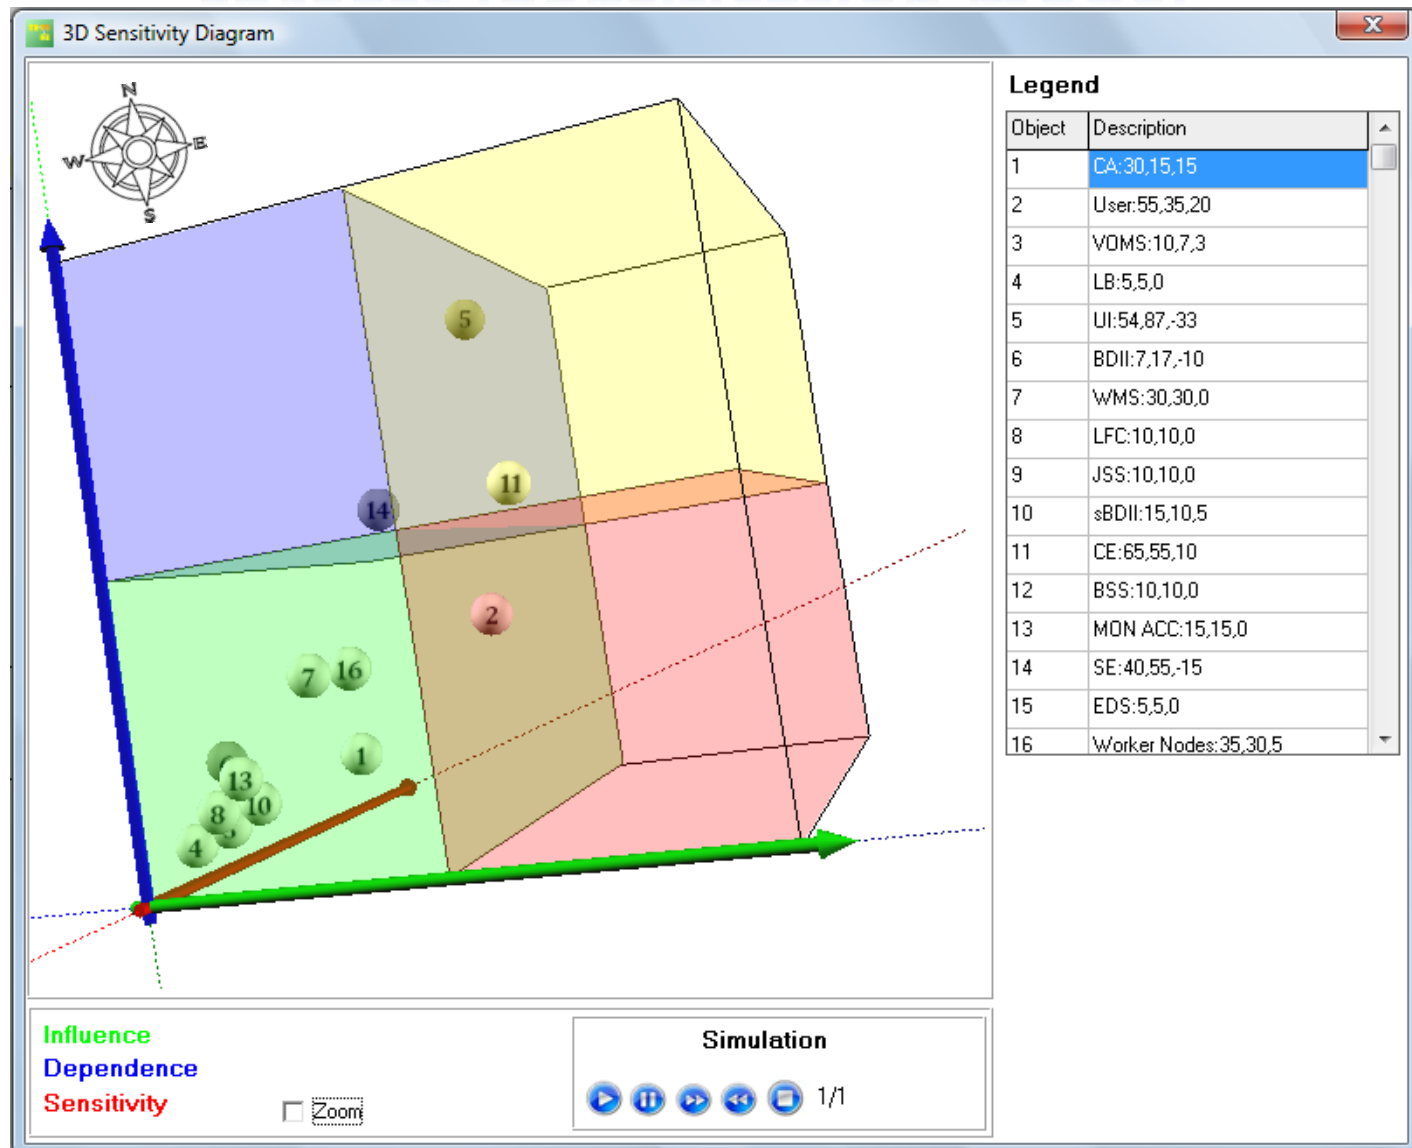 3D Sensitivity Diagram
N
W
E
S
5
11
14
2
7
16
1
13
10
8
4
Legend
Object Description
1 CA:30,15,15
2 User:55,35,20
3 VOMS:10,7,3
4 LB:5,5,0
5 UI:54,87,-33
6 BDII:7,17,-10
7 WMS:30,30,0
8 LFC:10,10,0
9 JSS:10,10,0
10 sBDII:15,10,5
11 CE:65,55,10
12 BSS:10,10,0
13 MON ACC:15,15,0
14 SE:40,55,-15
15 EDS:5,5,0
16 Worker Nodes:35,30,5
Influence
Dependence
Sensitivity
Zoom
Simulation
1/1